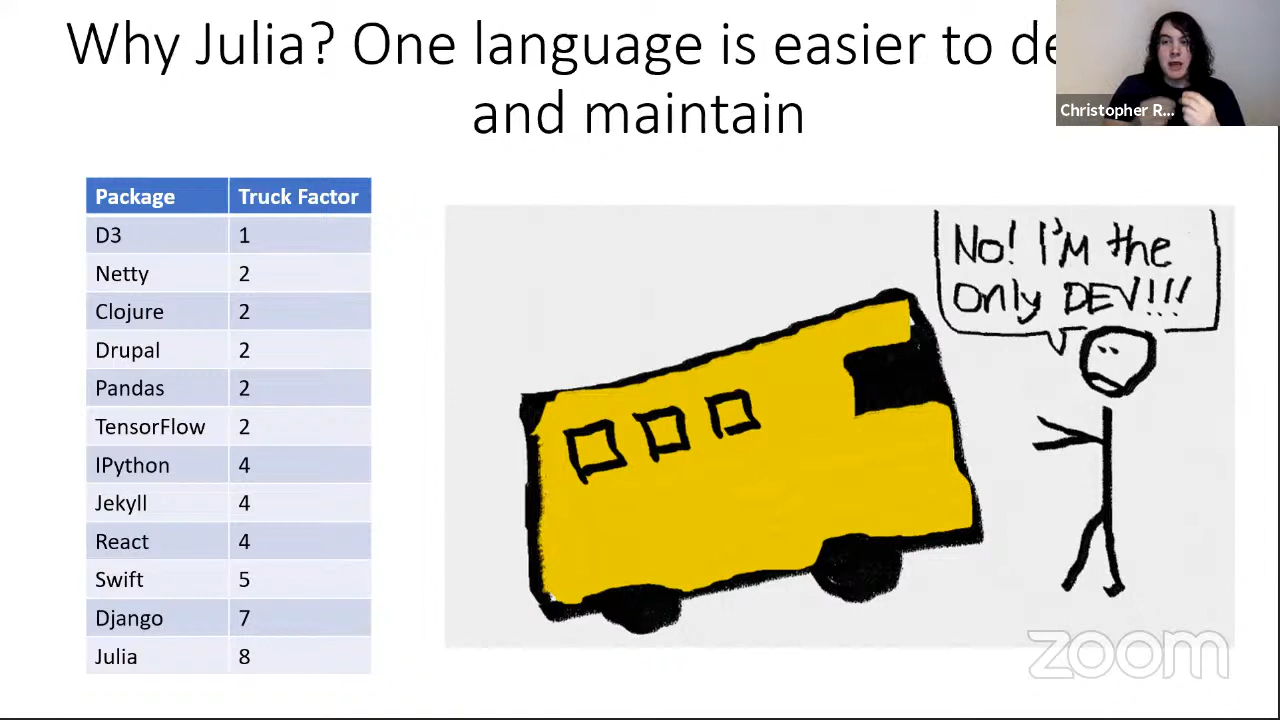 Why Julia? One language is easier to de
and maintain
Christopher R...
Package Truck Factor
D3 1
Netty 2
Clojure 2
Drupal 2
Pandas 2
TensorFlow 2
IPython 4
Jekyll 4
React 4
Swift 5
Django 7
Julia 8
No! I'M the
Only DEV!!!
zoom